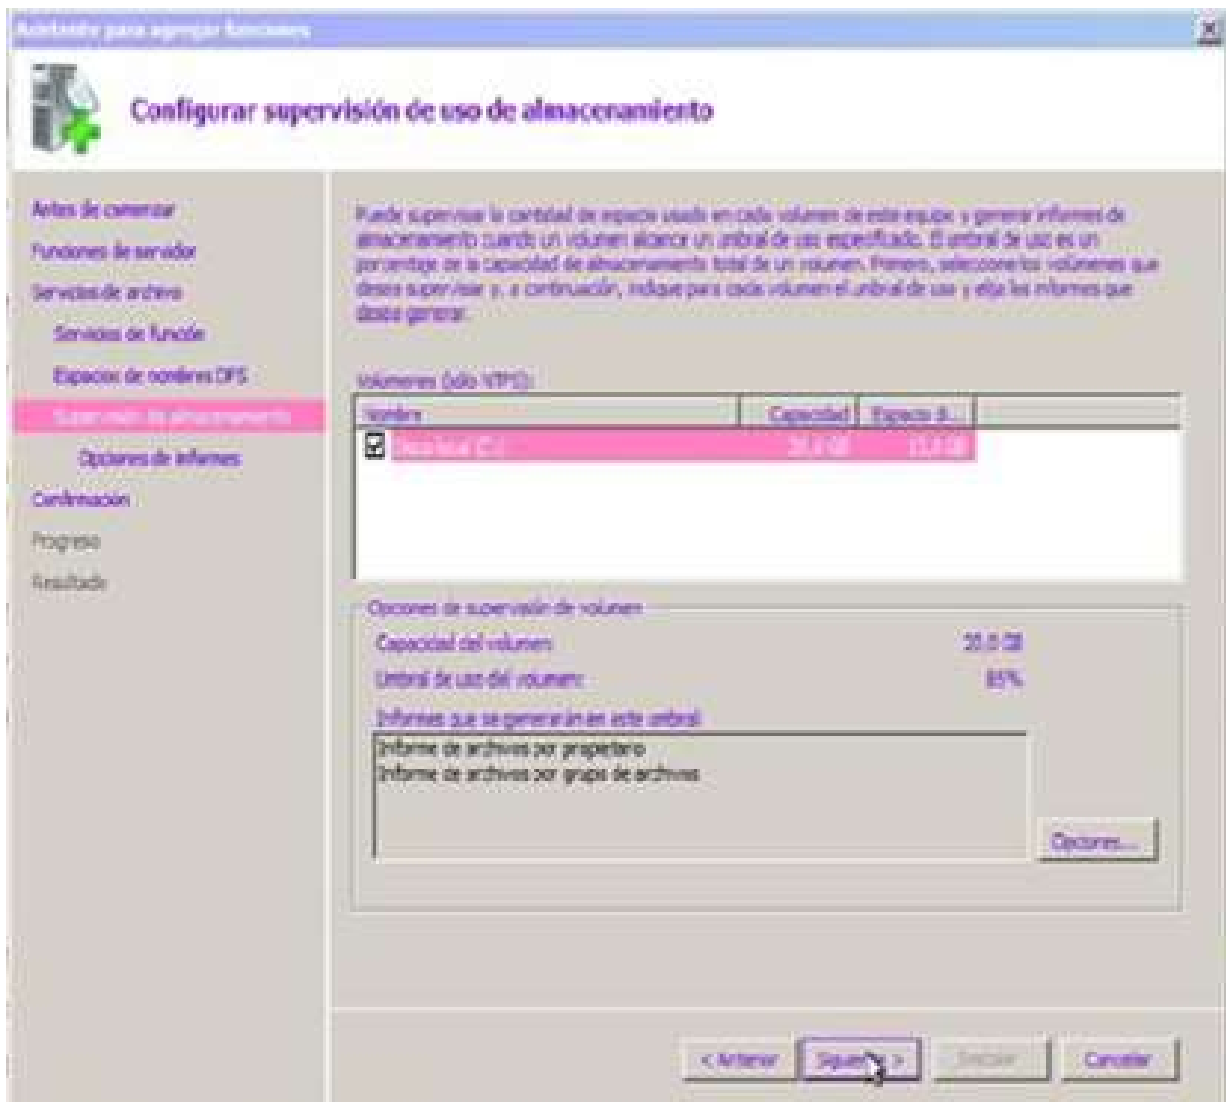 Asistente para agregar funciones
Configurar supervisión de uso de almacenamiento
Antes de comenzar
Funciones de servidor
Servicios de archivo
Servicios de función
Espacios de nombres DFS
Supervisión de almacenamiento
Opciones de informes
Confirmación
Progreso
Resultado
Puede supervisar la cantidad de espacio usado en cada volumen de este equipo y generar informes de
almacenamiento cuando un volumen alcance un umbral de uso especificado. El umbral de uso es un
porcentaje de la capacidad de almacenamiento total de un volumen. Primero, seleccione los volúmenes que
desea supervisar y, a continuación, indique para cada volumen el umbral de uso y elija los informes que
desea generar.
Volúmenes (sólo NTFS):
Nombre Capacidad Espacio d...
Disco local (C:)
Opciones de supervisión de volumen
Capacidad del volumen: 20,0 GB
Umbral de uso del volumen: 85%
Informes que se generarán en este umbral:
Informe de archivos por propietario
Informe de archivos por grupo de archivos
Opciones...
< Anterior Siguiente > Instalar Cancelar